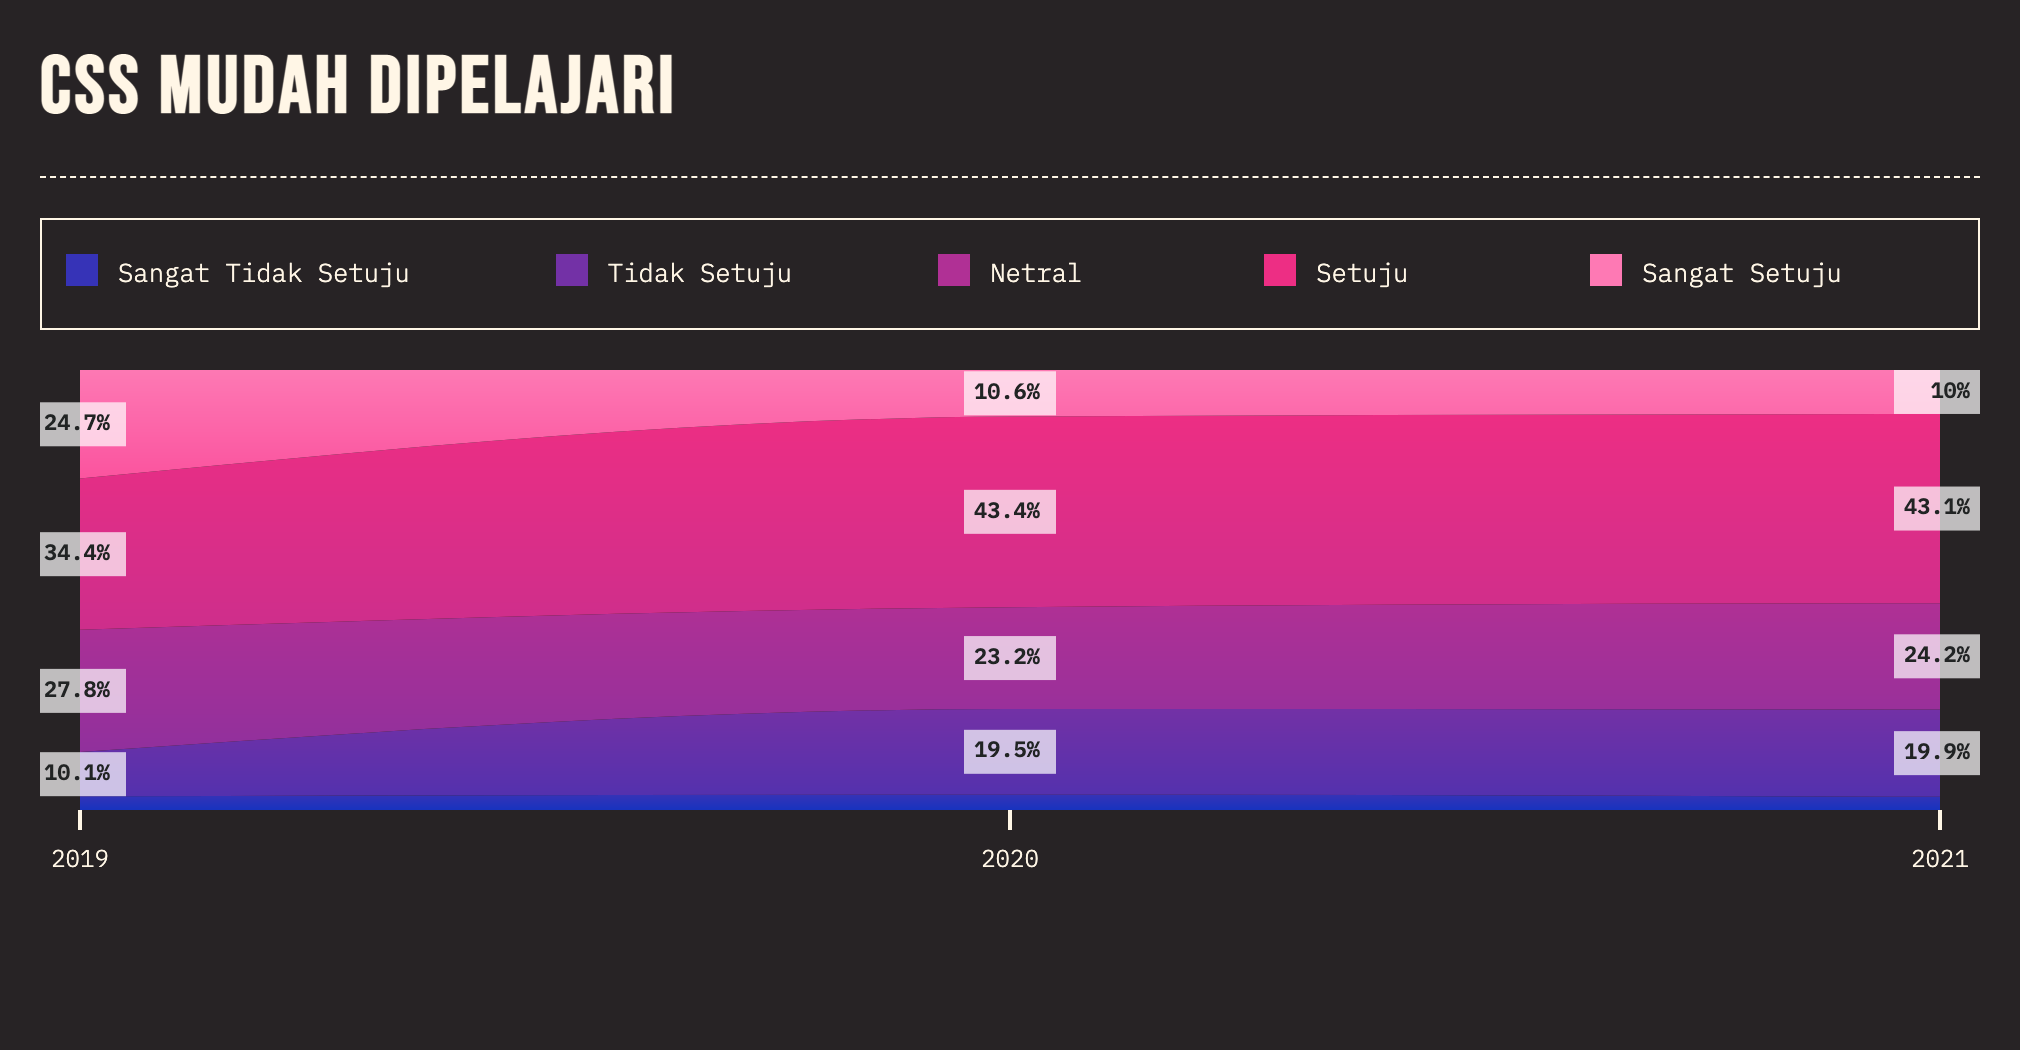 CSS MUDAH DIPELAJARI
Sangat Tidak Setuju Tidak Setuju Netral Setuju Sangat Setuju
10.6% 10%
24.7%
43.4% 43.1%
34.4%
23.2% 24.2%
27.8%
19.5% 19.9%
10.1%
2019 2020 2021